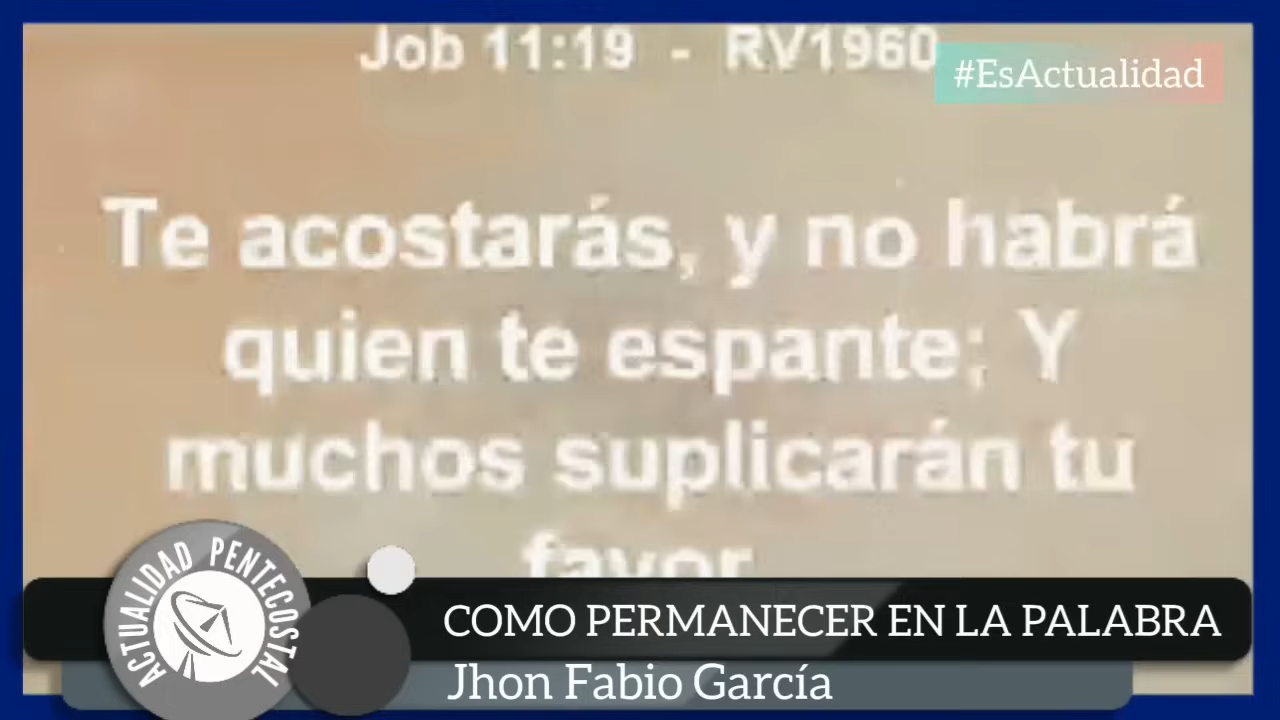 Job 11:19 - RV1960
#EsActualidad
Te acostarás, y no habrá
quien te espante; Y
muchos suplicarán tu
favor
ACTUALIDAD PENTECOSTAL
COMO PERMANECER EN LA PALABRA
Jhon Fabio García